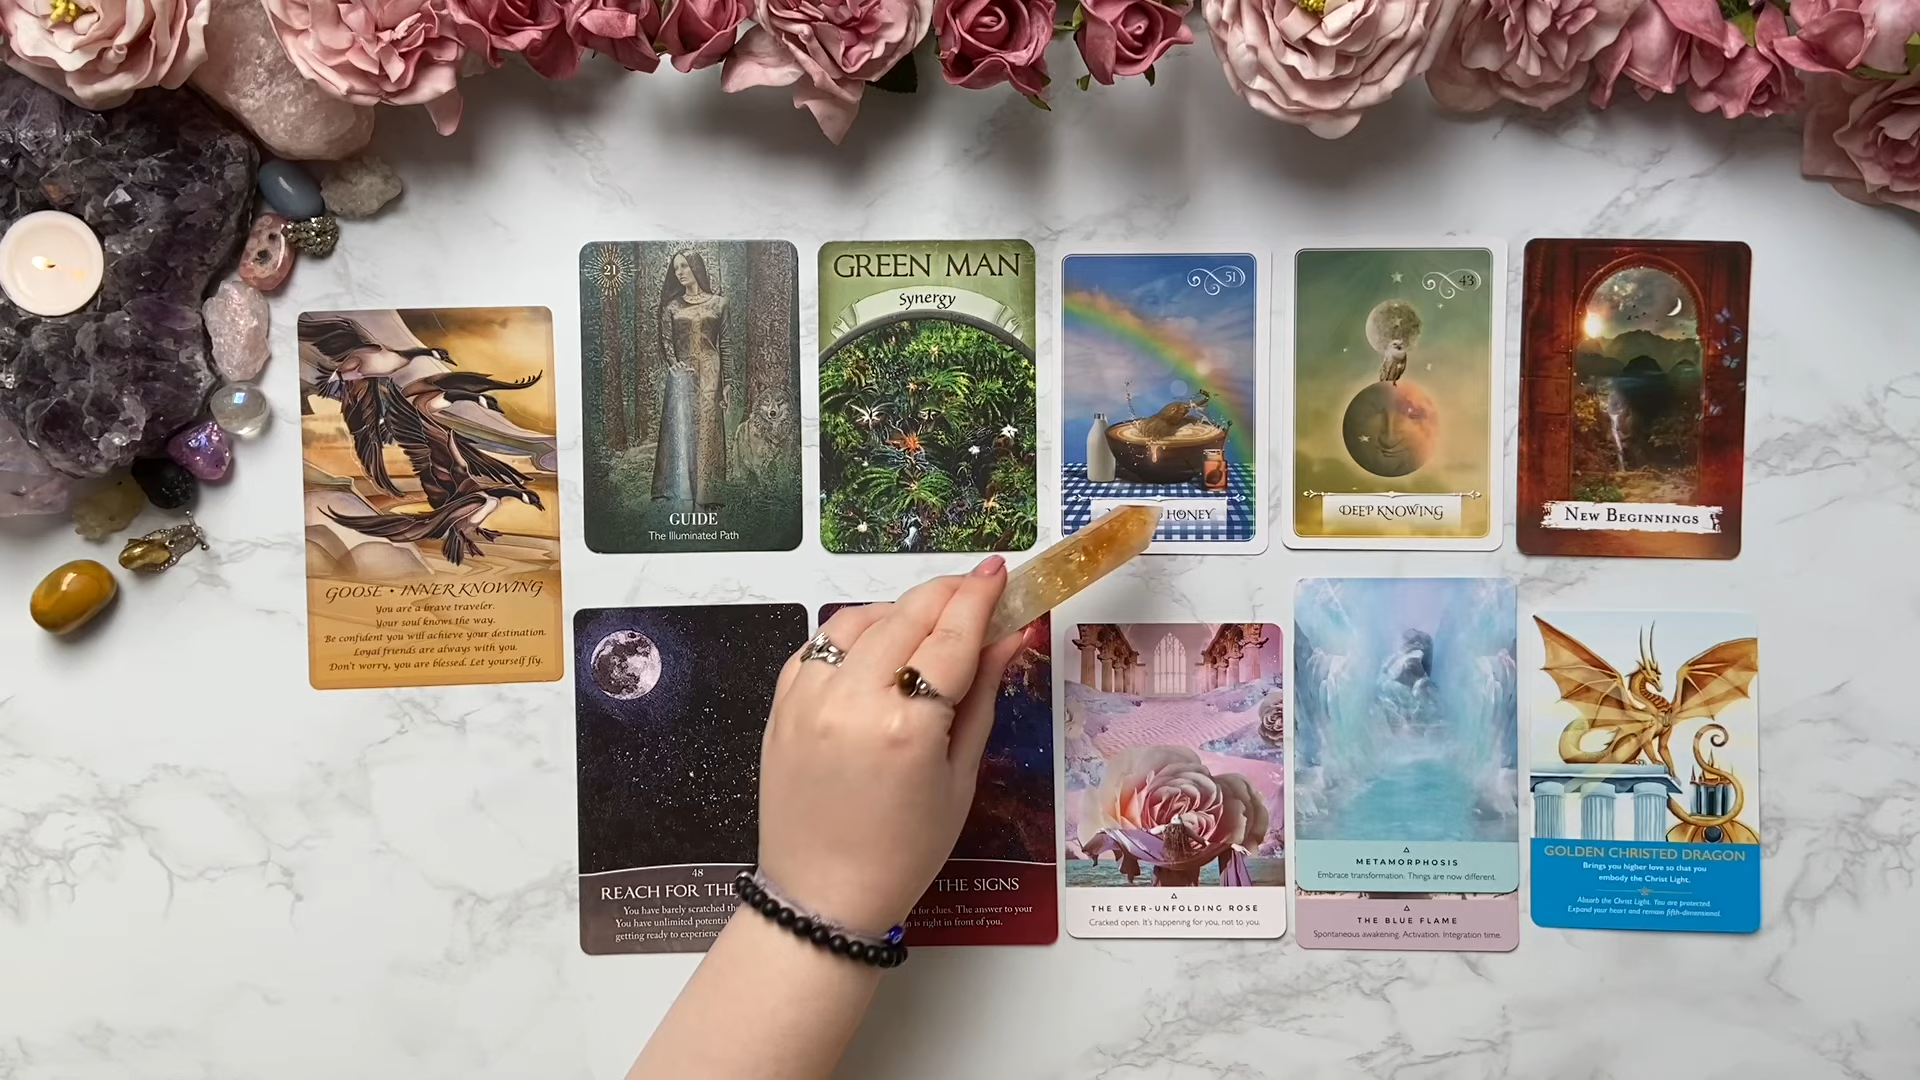 GOOSE • INNER KNOWING
You are a brave traveler.
Your soul knows the way.
Be confident you will achieve your destination.
Loyal friends are always with you.
Don't worry, you are blessed. Let yourself fly.
21
GUIDE
The Illuminated Path
GREEN MAN
Synergy
51
HONEY
43
DEEP KNOWING
NEW BEGINNINGS
48
REACH FOR THE
You have barely scratched
You have unlimited
getting ready to
THE SIGNS
for clues. The answer to your
is right in front of you.
THE EVER-UNFOLDING ROSE
Cracked open. It's happening for you, not to you.
METAMORPHOSIS
Embrace transformation. Things are now different.
THE BLUE FLAME
Spontaneous awakening. Activation. Integration time.
GOLDEN CHRISTED DRAGON
Brings you higher love so that you
embody the Christ Light.
Absorb the Christ Light. You are protected.
Expand your heart and remain fifth-dimensional.